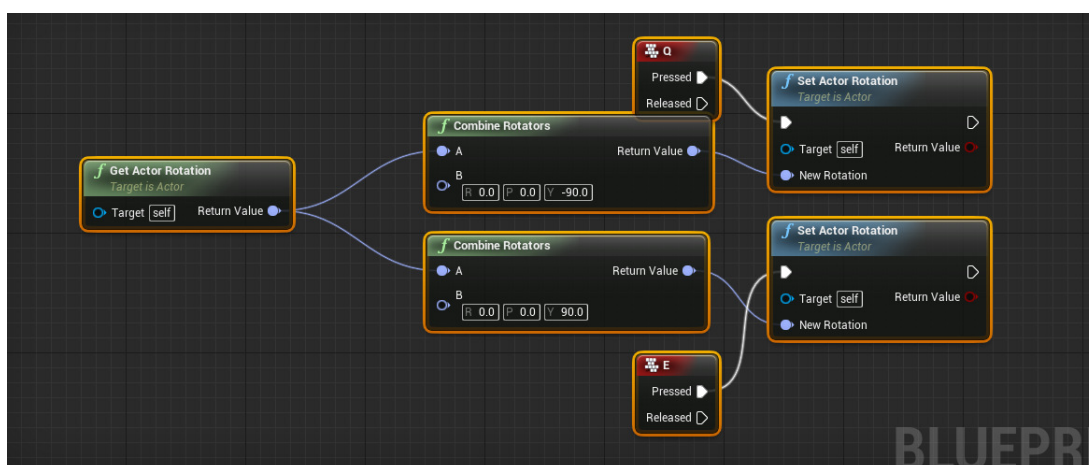 Q
Pressed
Released
f Set Actor Rotation
Target is Actor
Target self Return Value
New Rotation
f Combine Rotators
A Return Value
B
R 0.0 P 0.0 Y -90.0
f Get Actor Rotation
Target is Actor
Target self Return Value
f Combine Rotators
A Return Value
B
R 0.0 P 0.0 Y 90.0
f Set Actor Rotation
Target is Actor
Target self Return Value
New Rotation
E
Pressed
Released
BLUEPR